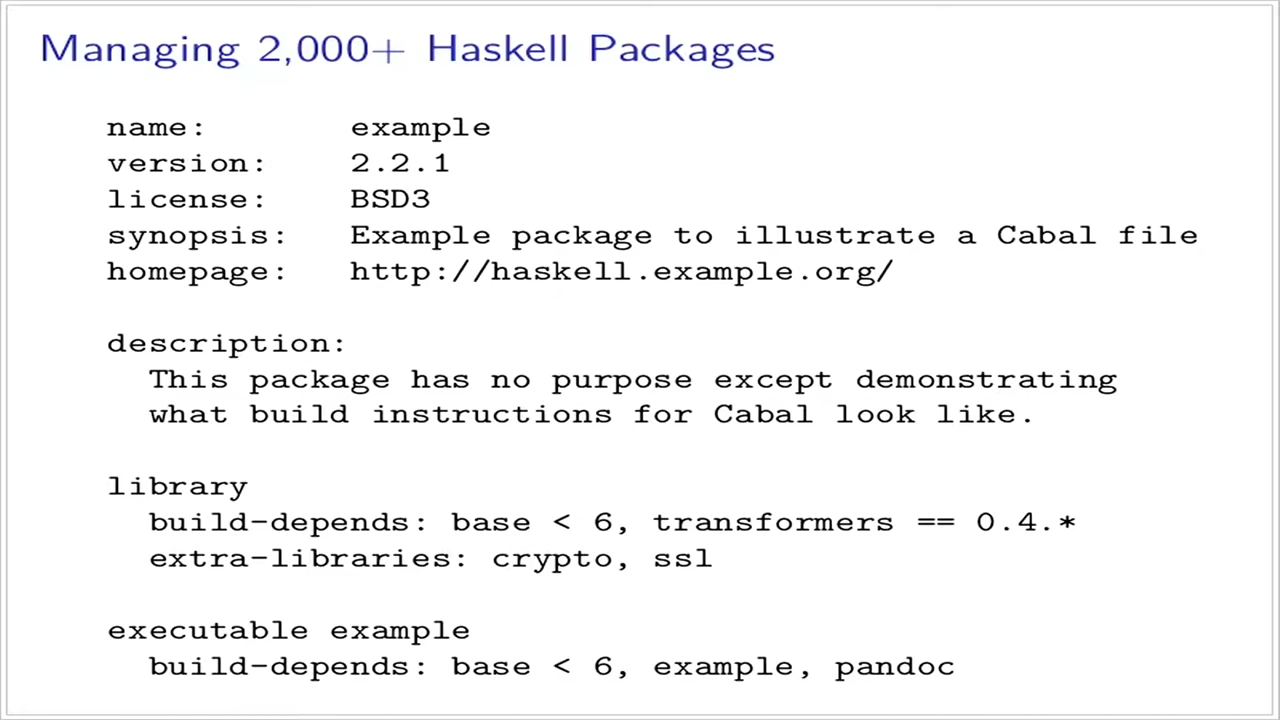 Managing 2,000+ Haskell Packages
name: example
version: 2.2.1
license: BSD3
synopsis: Example package to illustrate a Cabal file
homepage: http://haskell.example.org/
description:
This package has no purpose except demonstrating
what build instructions for Cabal look like.
library
build-depends: base < 6, transformers == 0.4.*
extra-libraries: crypto, ssl
executable example
build-depends: base < 6, example, pandoc